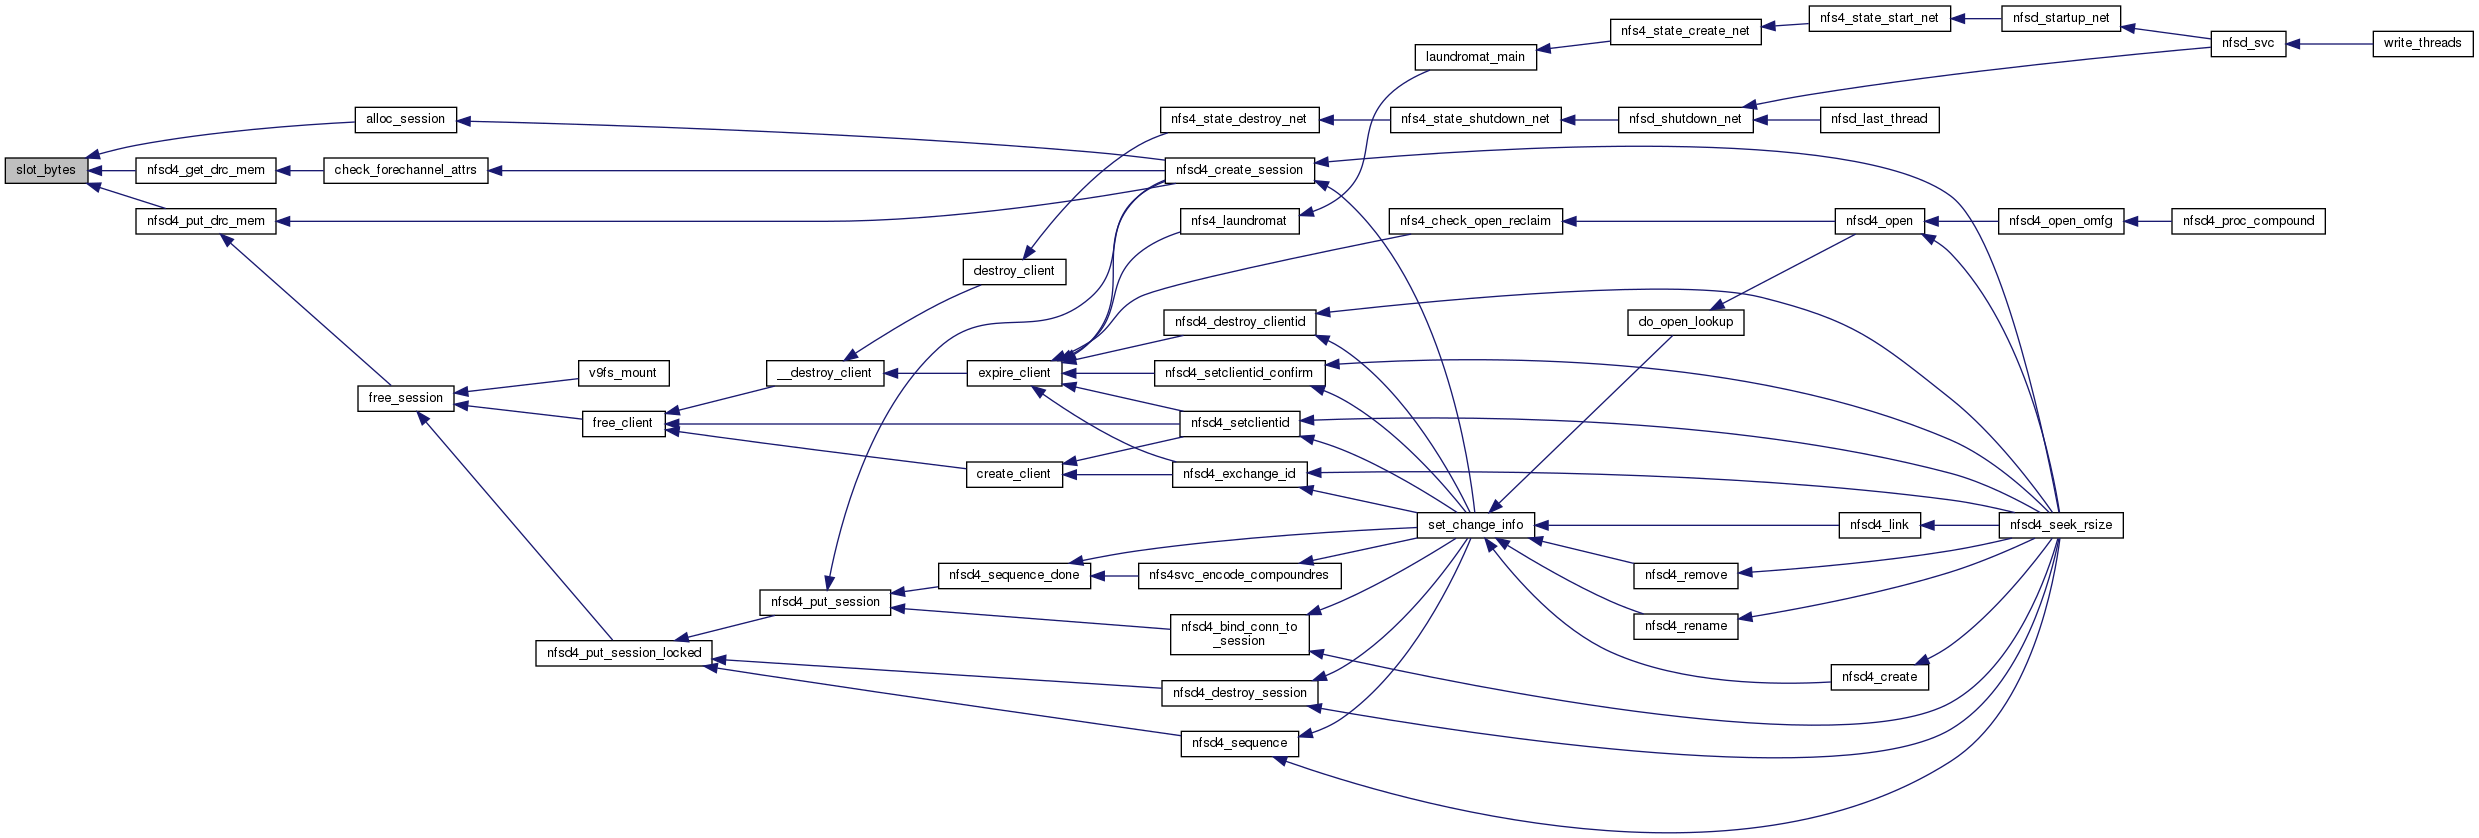 nfs4_state_start_net
nfsd_startup_net
nfs4_state_create_net
nfsd_svc
write_threads
laundromat_main
alloc_session
nfs4_state_destroy_net
nfs4_state_shutdown_net
nfsd_shutdown_net
nfsd_last_thread
slot_bytes
nfsd4_get_drc_mem
check_forechannel_attrs
nfsd4_create_session
nfsd4_put_drc_mem
nfs4_laundromat
nfs4_check_open_reclaim
nfsd4_open
nfsd4_open_omfg
nfsd4_proc_compound
destroy_client
nfsd4_destroy_clientid
do_open_lookup
v9fs_mount
__destroy_client
expire_client
nfsd4_setclientid_confirm
free_session
free_client
nfsd4_setclientid
create_client
nfsd4_exchange_id
set_change_info
nfsd4_link
nfsd4_seek_rsize
nfsd4_sequence_done
nfs4svc_encode_compoundres
nfsd4_remove
nfsd4_put_session
nfsd4_bind_conn_to
_session
nfsd4_rename
nfsd4_put_session_locked
nfsd4_create
nfsd4_destroy_session
nfsd4_sequence